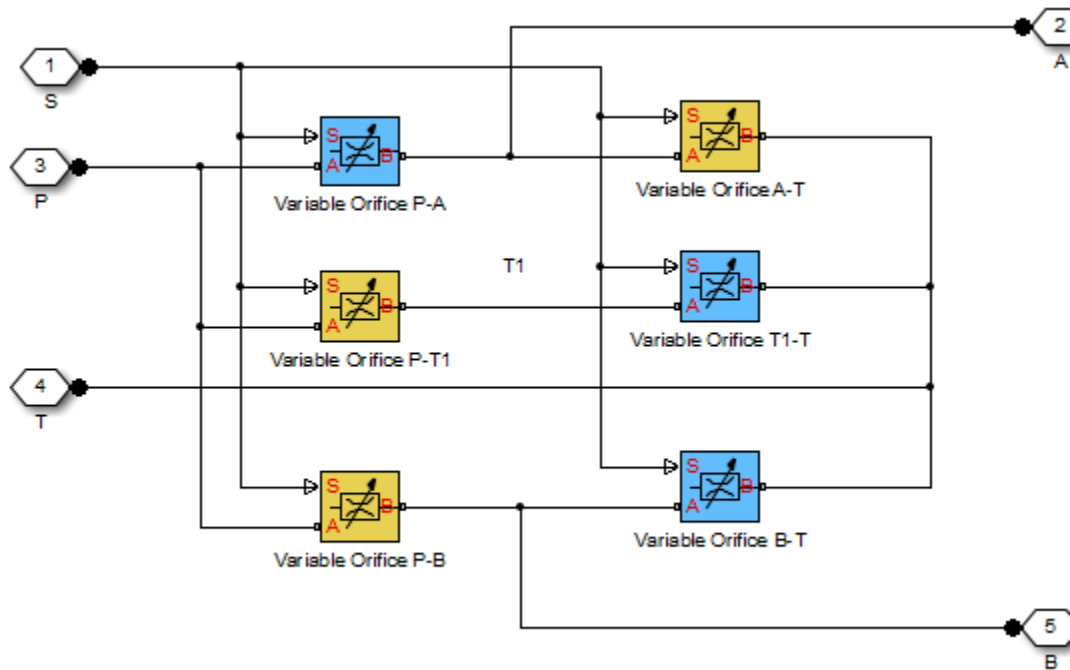 2
A
1
S
S
A
B
Variable Orifice P-A
S
A
B
Variable Orifice A-T
3
P
T1
S
A
B
Variable Orifice P-T1
S
A
B
Variable Orifice T1-T
4
T
S
A
B
Variable Orifice P-B
S
A
B
Variable Orifice B-T
5
B